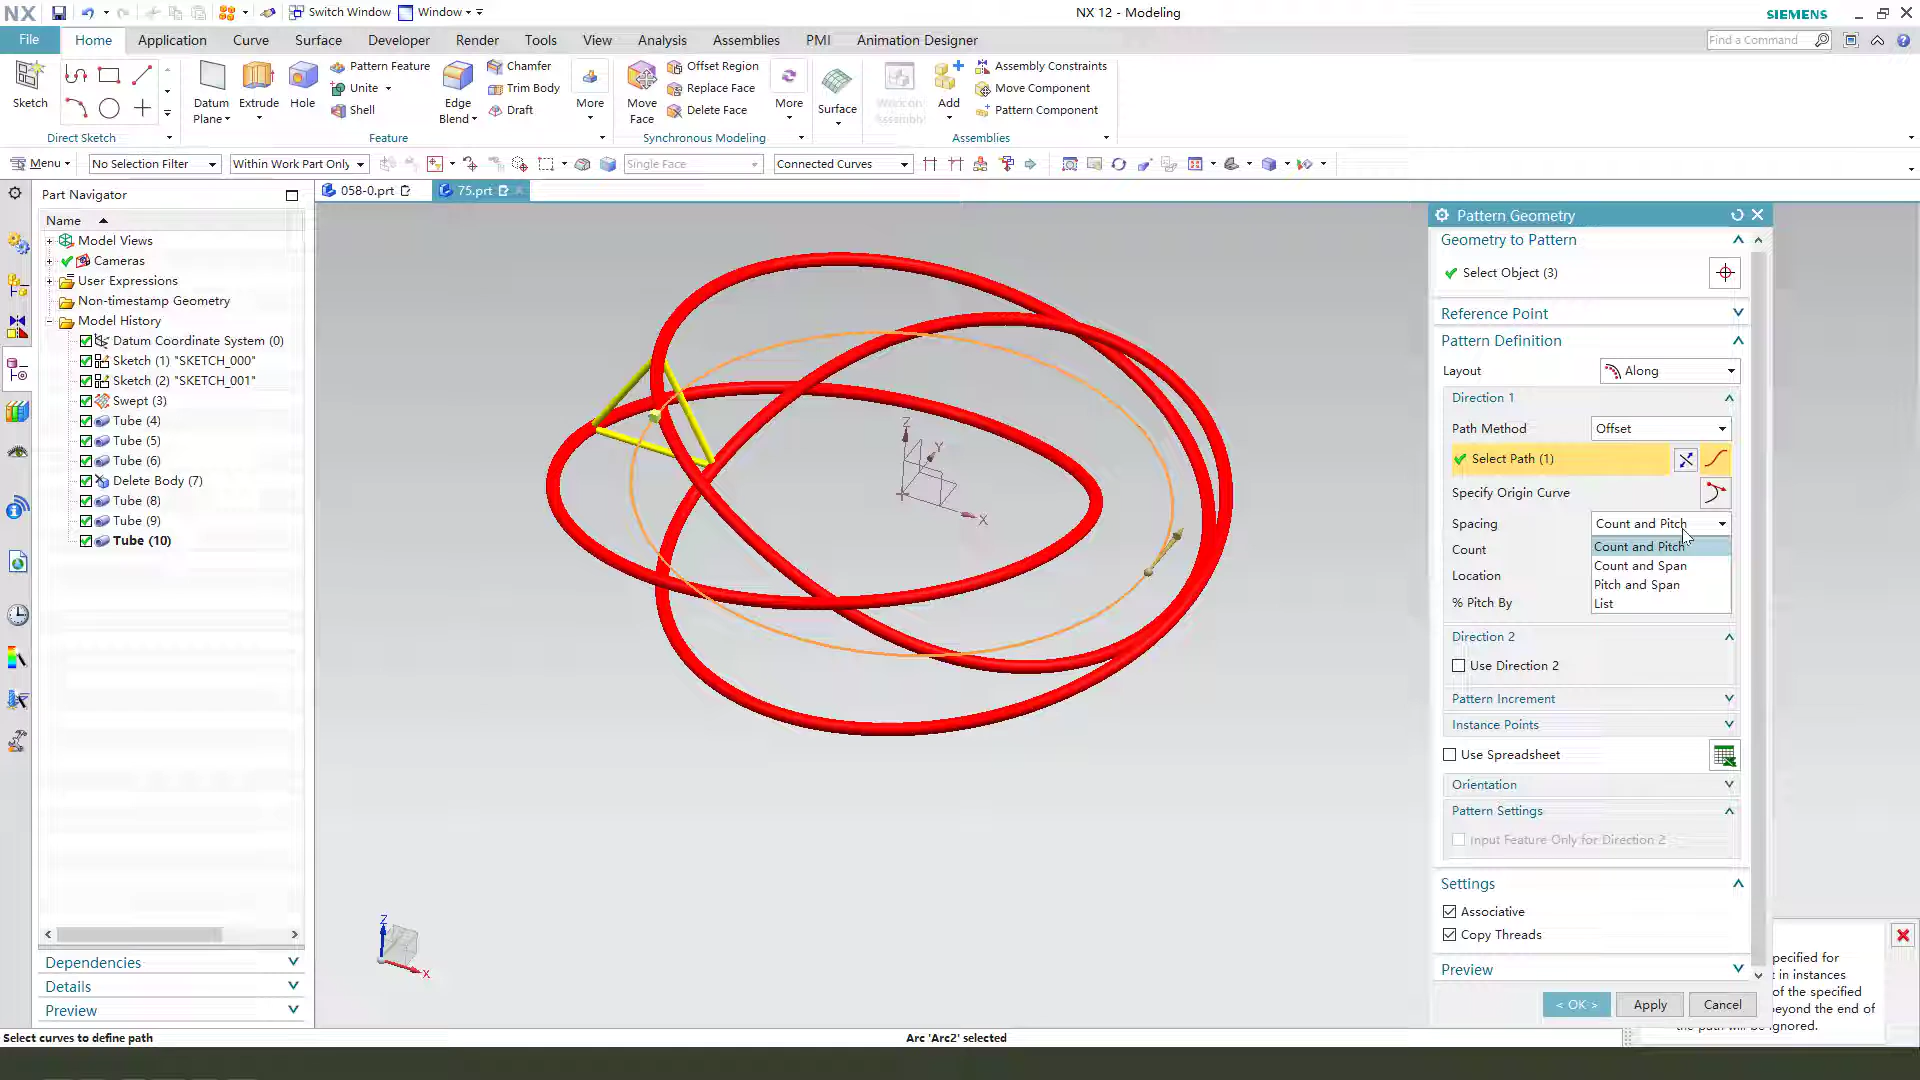 NX
Switch Window
Window
NX 12 - Modeling
SIEMENS
File
Home
Application
Curve
Surface
Developer
Render
Tools
View
Analysis
Assemblies
PMI
Animation Designer
Find a Command
Sketch
Direct Sketch
Datum Plane
Extrude
Hole
Pattern Feature
Unite
Shell
Edge Blend
Chamfer
Trim Body
Draft
More
Feature
Move Face
Offset Region
Replace Face
Delete Face
More
Synchronous Modeling
Surface
Work on Assembly
Add
Assembly Constraints
Move Component
Pattern Component
Assemblies
Menu
No Selection Filter
Within Work Part Only
Single Face
Connected Curves
Part Navigator
058-0.prt
75.prt
Name
Model Views
Cameras
User Expressions
Non-timestamp Geometry
Model History
Datum Coordinate System (0)
Sketch (1) "SKETCH_000"
Sketch (2) "SKETCH_001"
Swept (3)
Tube (4)
Tube (5)
Tube (6)
Delete Body (7)
Tube (8)
Tube (9)
Tube (10)
Dependencies
Details
Preview
Z
Y
X
Z
X
Pattern Geometry
Geometry to Pattern
Select Object (3)
Reference Point
Pattern Definition
Layout
Along
Direction 1
Path Method
Offset
Select Path (1)
Specify Origin Curve
Spacing
Count and Pitch
Count
Count and Pitch
Count and Span
Location
Pitch and Span
% Pitch By
List
Direction 2
Use Direction 2
Pattern Increment
Instance Points
Use Spreadsheet
Orientation
Pattern Settings
Input Feature Only for Direction 2
Settings
Associative
Copy Threads
Preview
< OK >
Apply
Cancel
pecified for
t in instances
of the specified
beyond the end of
the path will be ignored.
Select curves to define path
Arc 'Arc2' selected